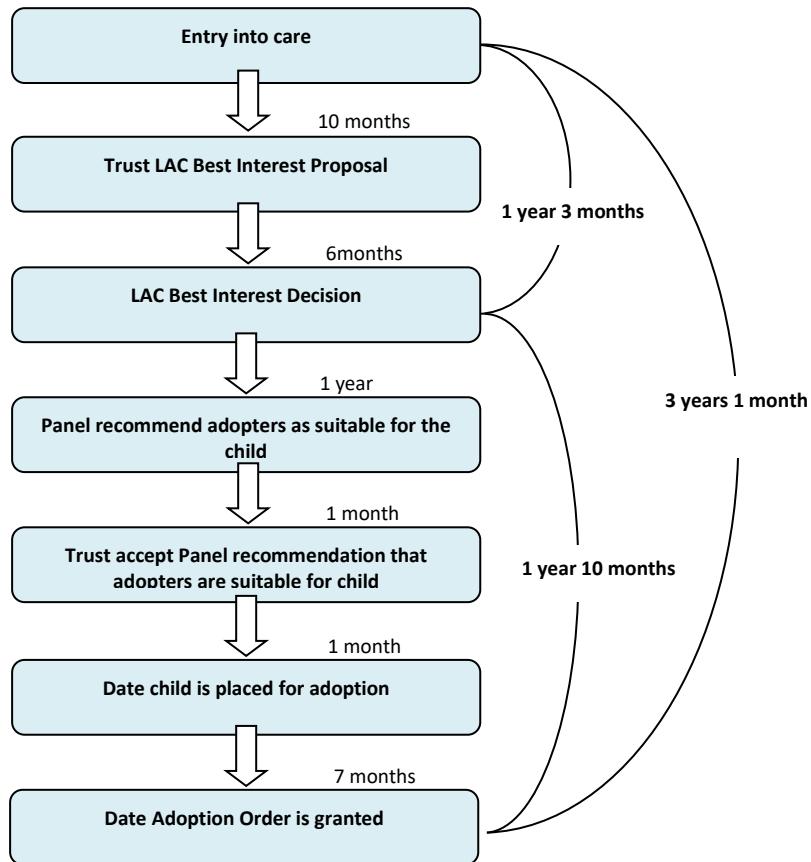 Entry into care
10 months
Trust LAC Best Interest Proposal
1 year 3 months
6months
LAC Best Interest Decision
1 year
3 years 1 month
Panel recommend adopters as suitable for the
child
1 month
Trust accept Panel recommendation that
adopters are suitable for child
1 year 10 months
1 month
Date child is placed for adoption
7 months
Date Adoption Order is granted